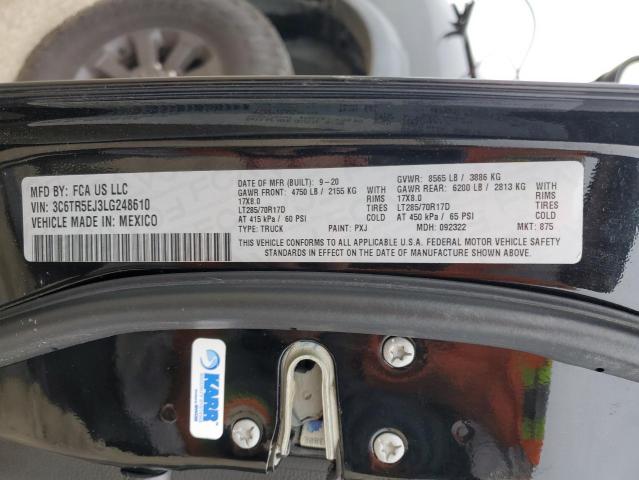 MFD BY: FCA US LLC
VIN: 3C6TR5EJ3LG248610
VEHICLE MADE IN: MEXICO
DATE OF MFR (BUILT): 9-20
GAWR FRONT: 4750 LB / 2155 KG
17X8.0 RIMS
LT285/70R17D TIRES
AT 415 kPa / 60 PSI COLD
TYPE: TRUCK PAINT: PXJ
GVWR: 8565 LB / 3886 KG
GAWR REAR: 6200 LB / 2813 KG
17X8.0 RIMS
LT285/70R17D TIRES
AT 450 kPa / 65 PSI COLD
MDH: 092322 MKT: 875
THIS VEHICLE CONFORMS TO ALL APPLICABLE U.S.A. FEDERAL MOTOR VEHICLE SAFETY
STANDARDS IN EFFECT ON THE DATE OF MANUFACTURE SHOWN ABOVE.
KARR